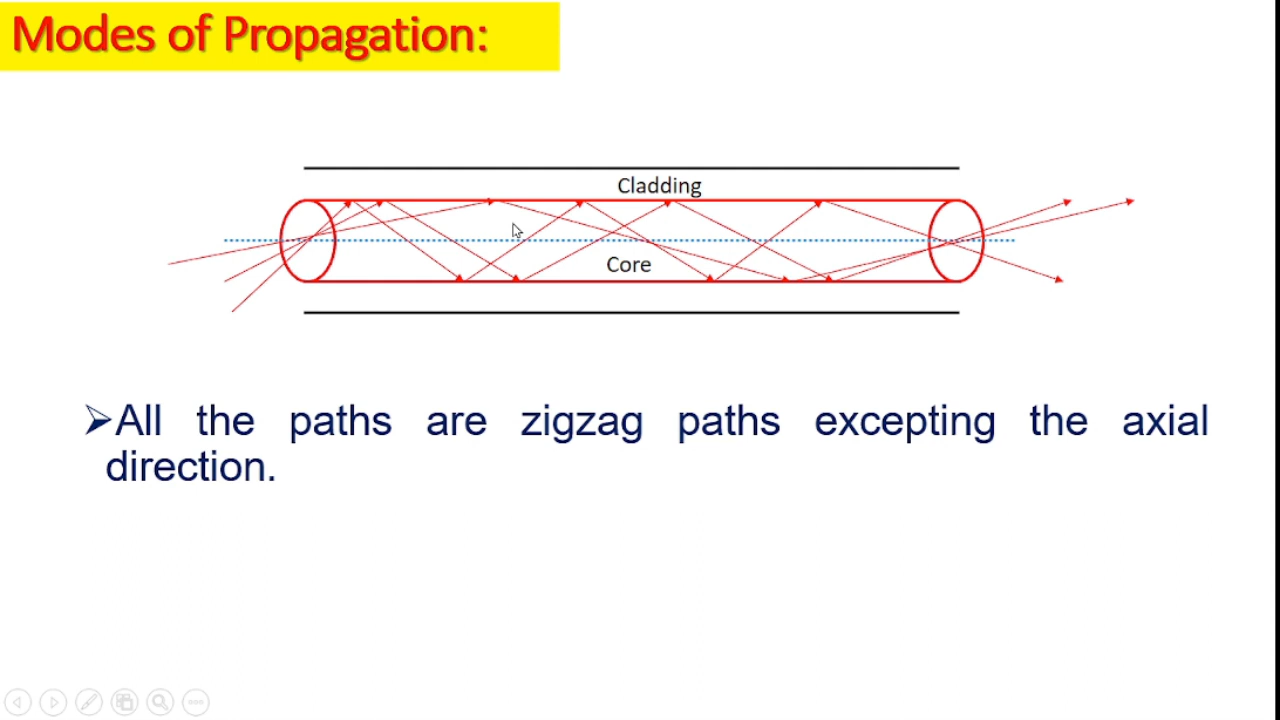 Modes of Propagation:
Cladding
Core
➢All the paths are zigzag paths excepting the axial
direction.